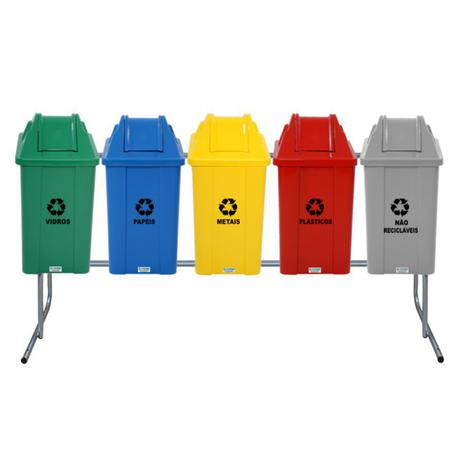 VIDROS
PAPÉIS
METAIS
PLÁSTICOS
NÃO
RECICLÁVEIS